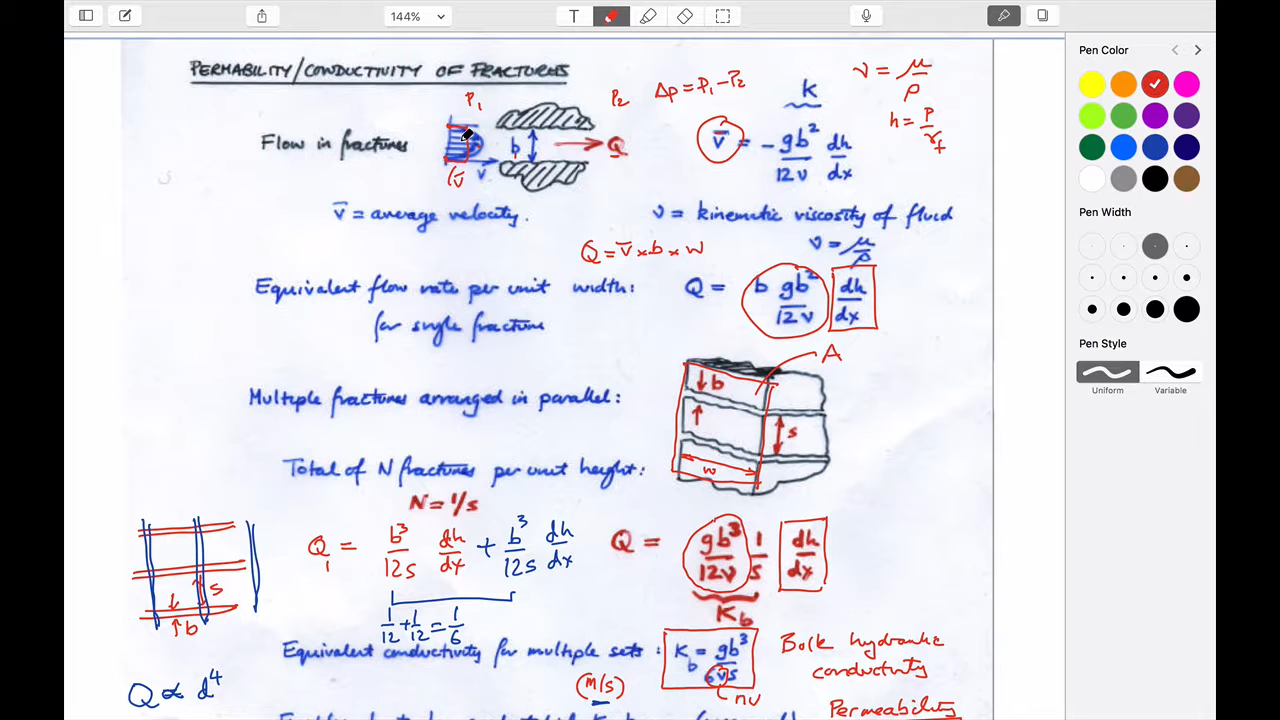 144%
T
Pen Color
PERMABILITY/CONDUCTIVITY OF FRACTURES
P1
P2
Δp = P1 - P2
K
ν = μ/ρ
h = P/γf
Flow in fractures
b
Q
v̄
v
v̄ = - gb²/12ν dh/dx
v̄ = average velocity.
ν = kinematic viscosity of fluid
ν = μ/ρ
Pen Width
Q = v̄ x b x w
Equivalent flow rate per unit width:
for single fracture
Q = b gb²/12ν dh/dx
Pen Style
Uniform
Variable
A
Multiple fractures arranged in parallel:
b
s
w
Total of N fractures per unit height:
N = 1/s
Q1 = b³/12s dh/dx + b³/12s dh/dx
Q = gb³/12ν 1/s dh/dx
Kb
s
b
1/12 + 1/12 = 1/6
Equivalent conductivity for multiple sets:
Kb = gb³/6νs
Bulk hydraulic
conductivity
(m/s)
nν
Q ∝ d⁴
Permeability